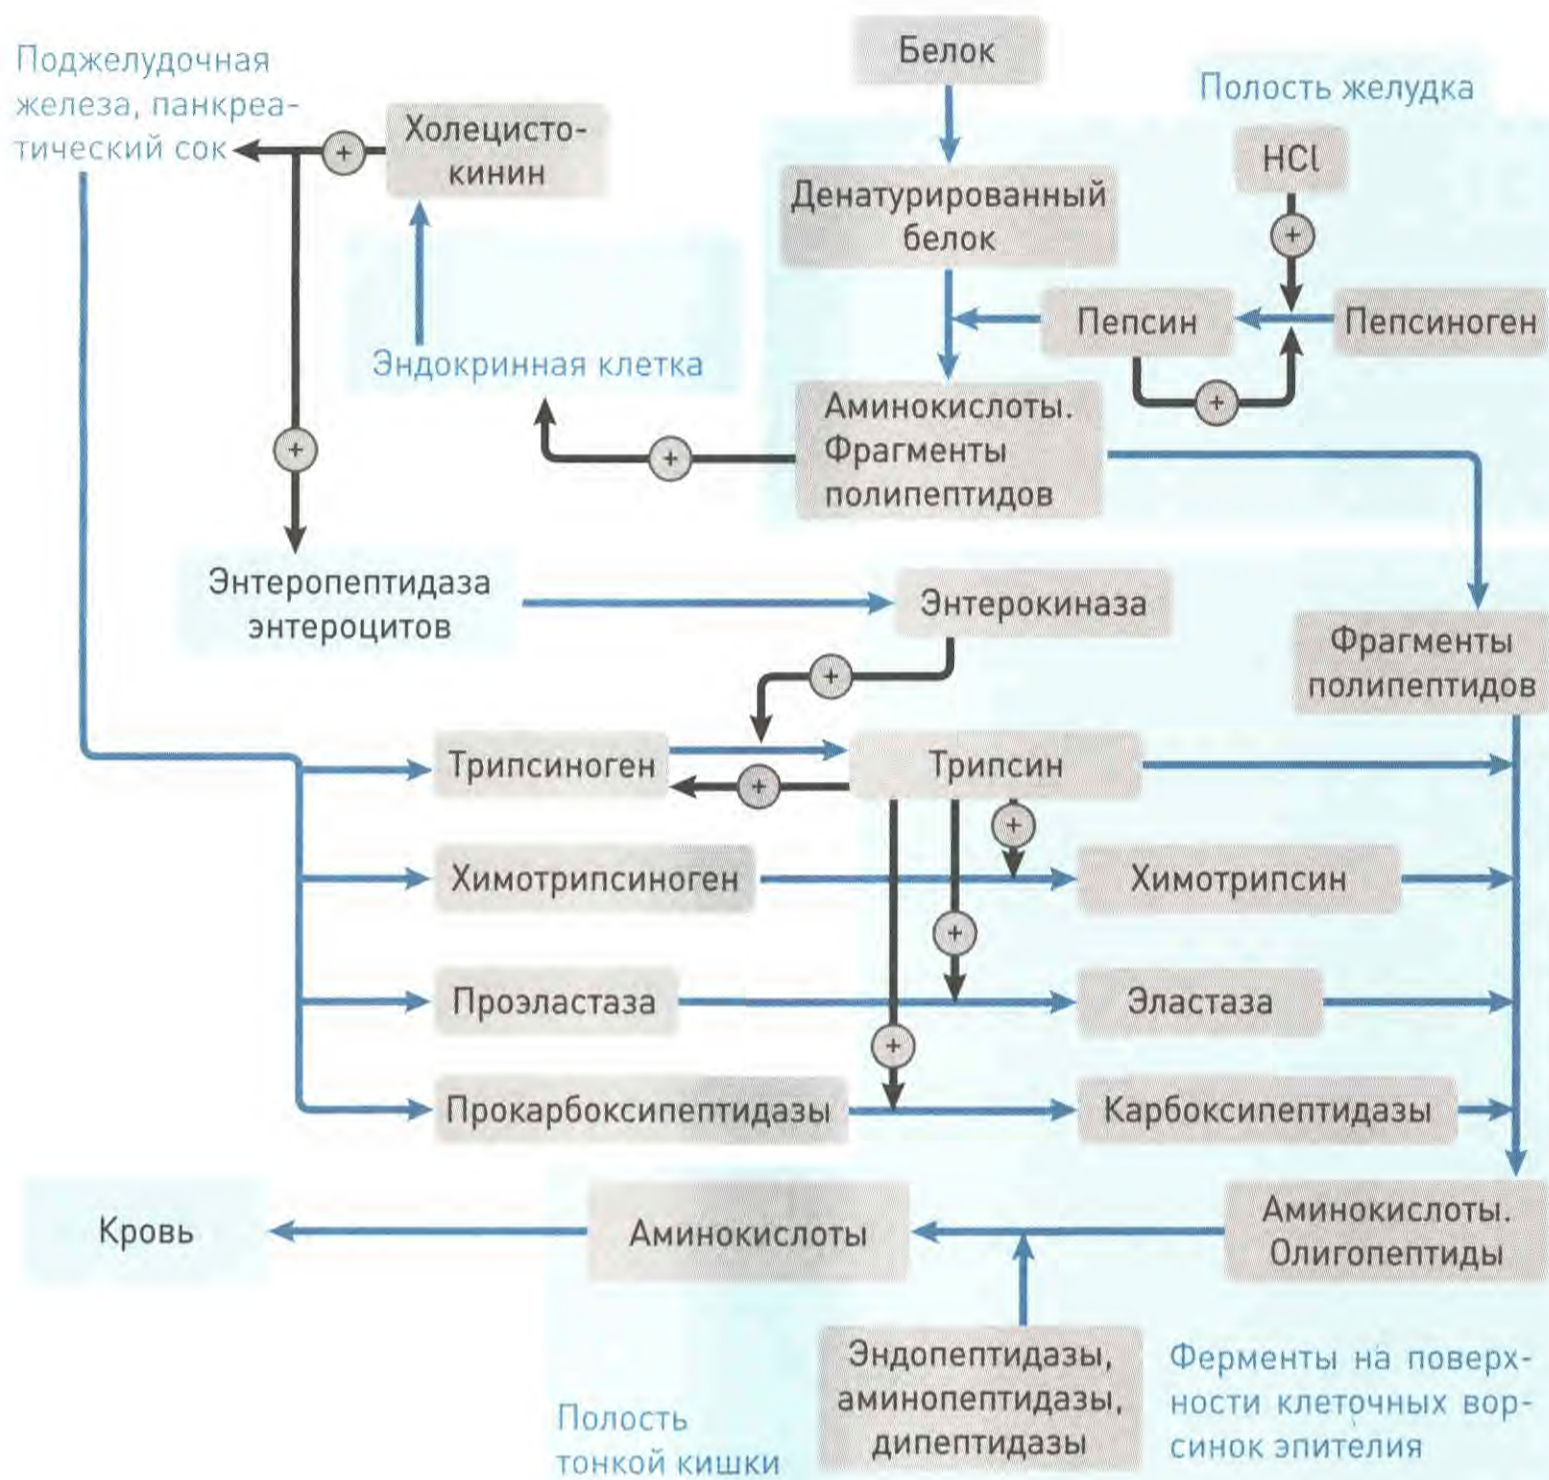 Поджелудочная
железа, панкреа-
тический сок
+
Холецисто-
кинин
Белок
Полость желудка
HCl
+
Денатурированный
белок
Пепсин
Пепсиноген
+
Эндокринная клетка
+
+
Аминокислоты.
Фрагменты
полипептидов
Энтеропептидаза
энтероцитов
Энтерокиназа
+
Фрагменты
полипептидов
Трипсиноген
+
Трипсин
+
Химотрипсиноген
Химотрипсин
+
Проэластаза
Эластаза
+
Прокарбоксипептидазы
Карбоксипептидазы
Кровь
Аминокислоты
Аминокислоты.
Олигопептиды
Эндопептидазы,
аминопептидазы,
дипептидазы
Ферменты на поверх-
ности клеточных вор-
синок эпителия
Полость
тонкой кишки